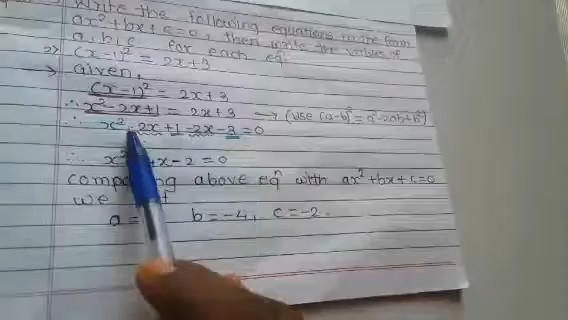 Write the following equations in the form
ax²+bx+c=0, then write the values of
a, b, c for each eqⁿ
⇒ (x-1)² = 2x+3
→ Given,
(x-1)² = 2x+3
∴ x²-2x+1 = 2x+3 → (use (a-b)²=a²-2ab+b²)
∴ x²-2x+1-2x-3=0
∴ x² x-2=0
comp ng above eqⁿ with ax²+bx+c=0
we t
a= b=-4, c=-2.